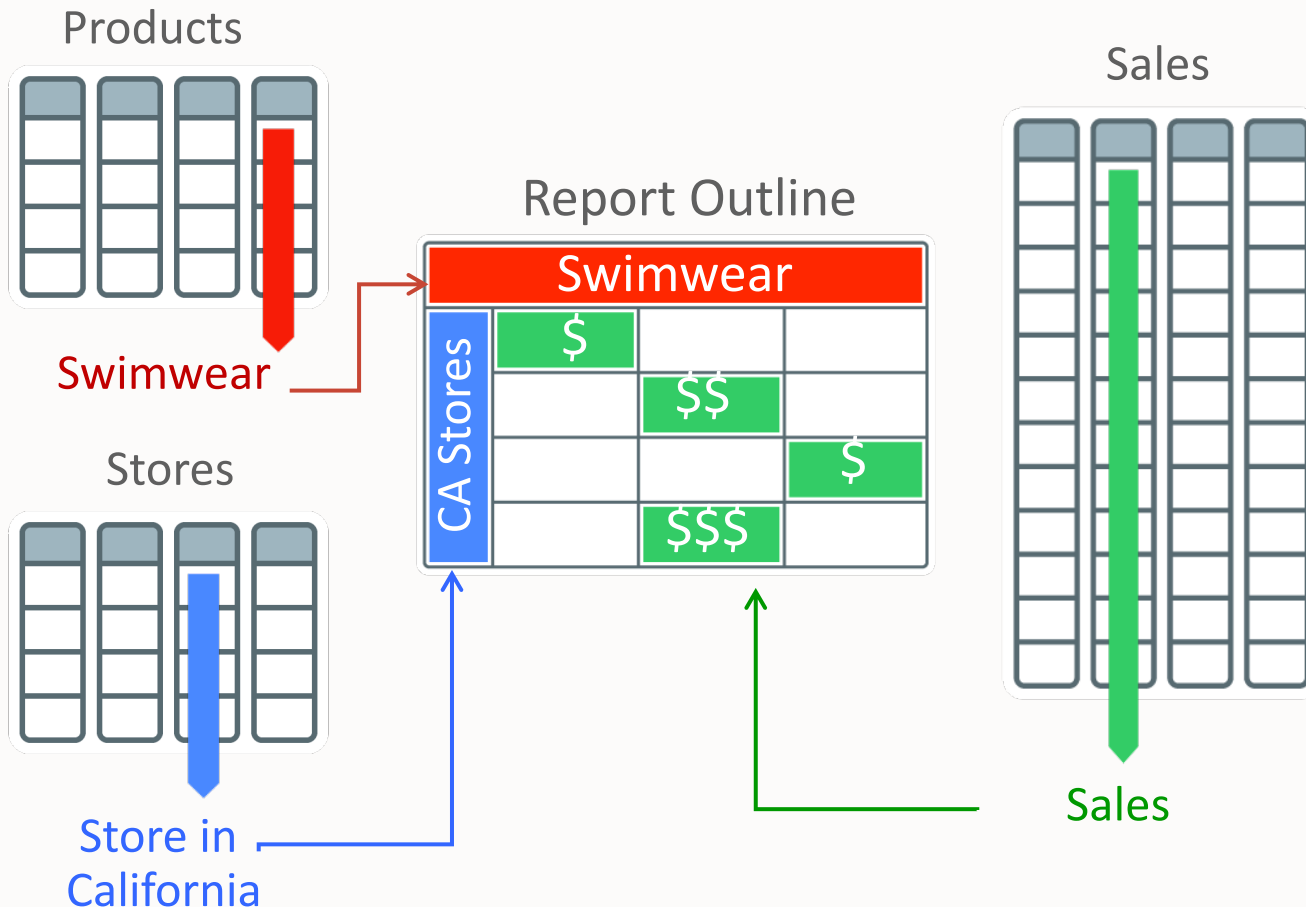 Products
Sales
Report Outline
Swimwear
$
$$
$
$$$
CA Stores
Swimwear
Stores
Store in
California
Sales